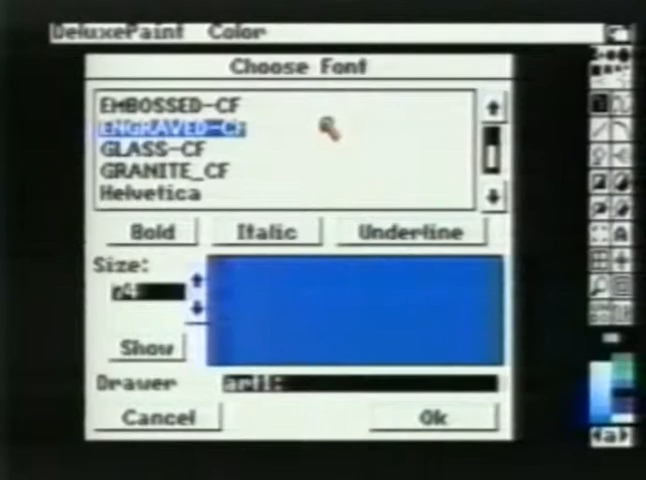 DeluxePaint Color
Choose Font
EMBOSSED-CF
ENGRAVED-CF
GLASS-CF
GRANITE_CF
Helvetica
Bold Italic Underline
Size:
Show
Drawer
Cancel Ok